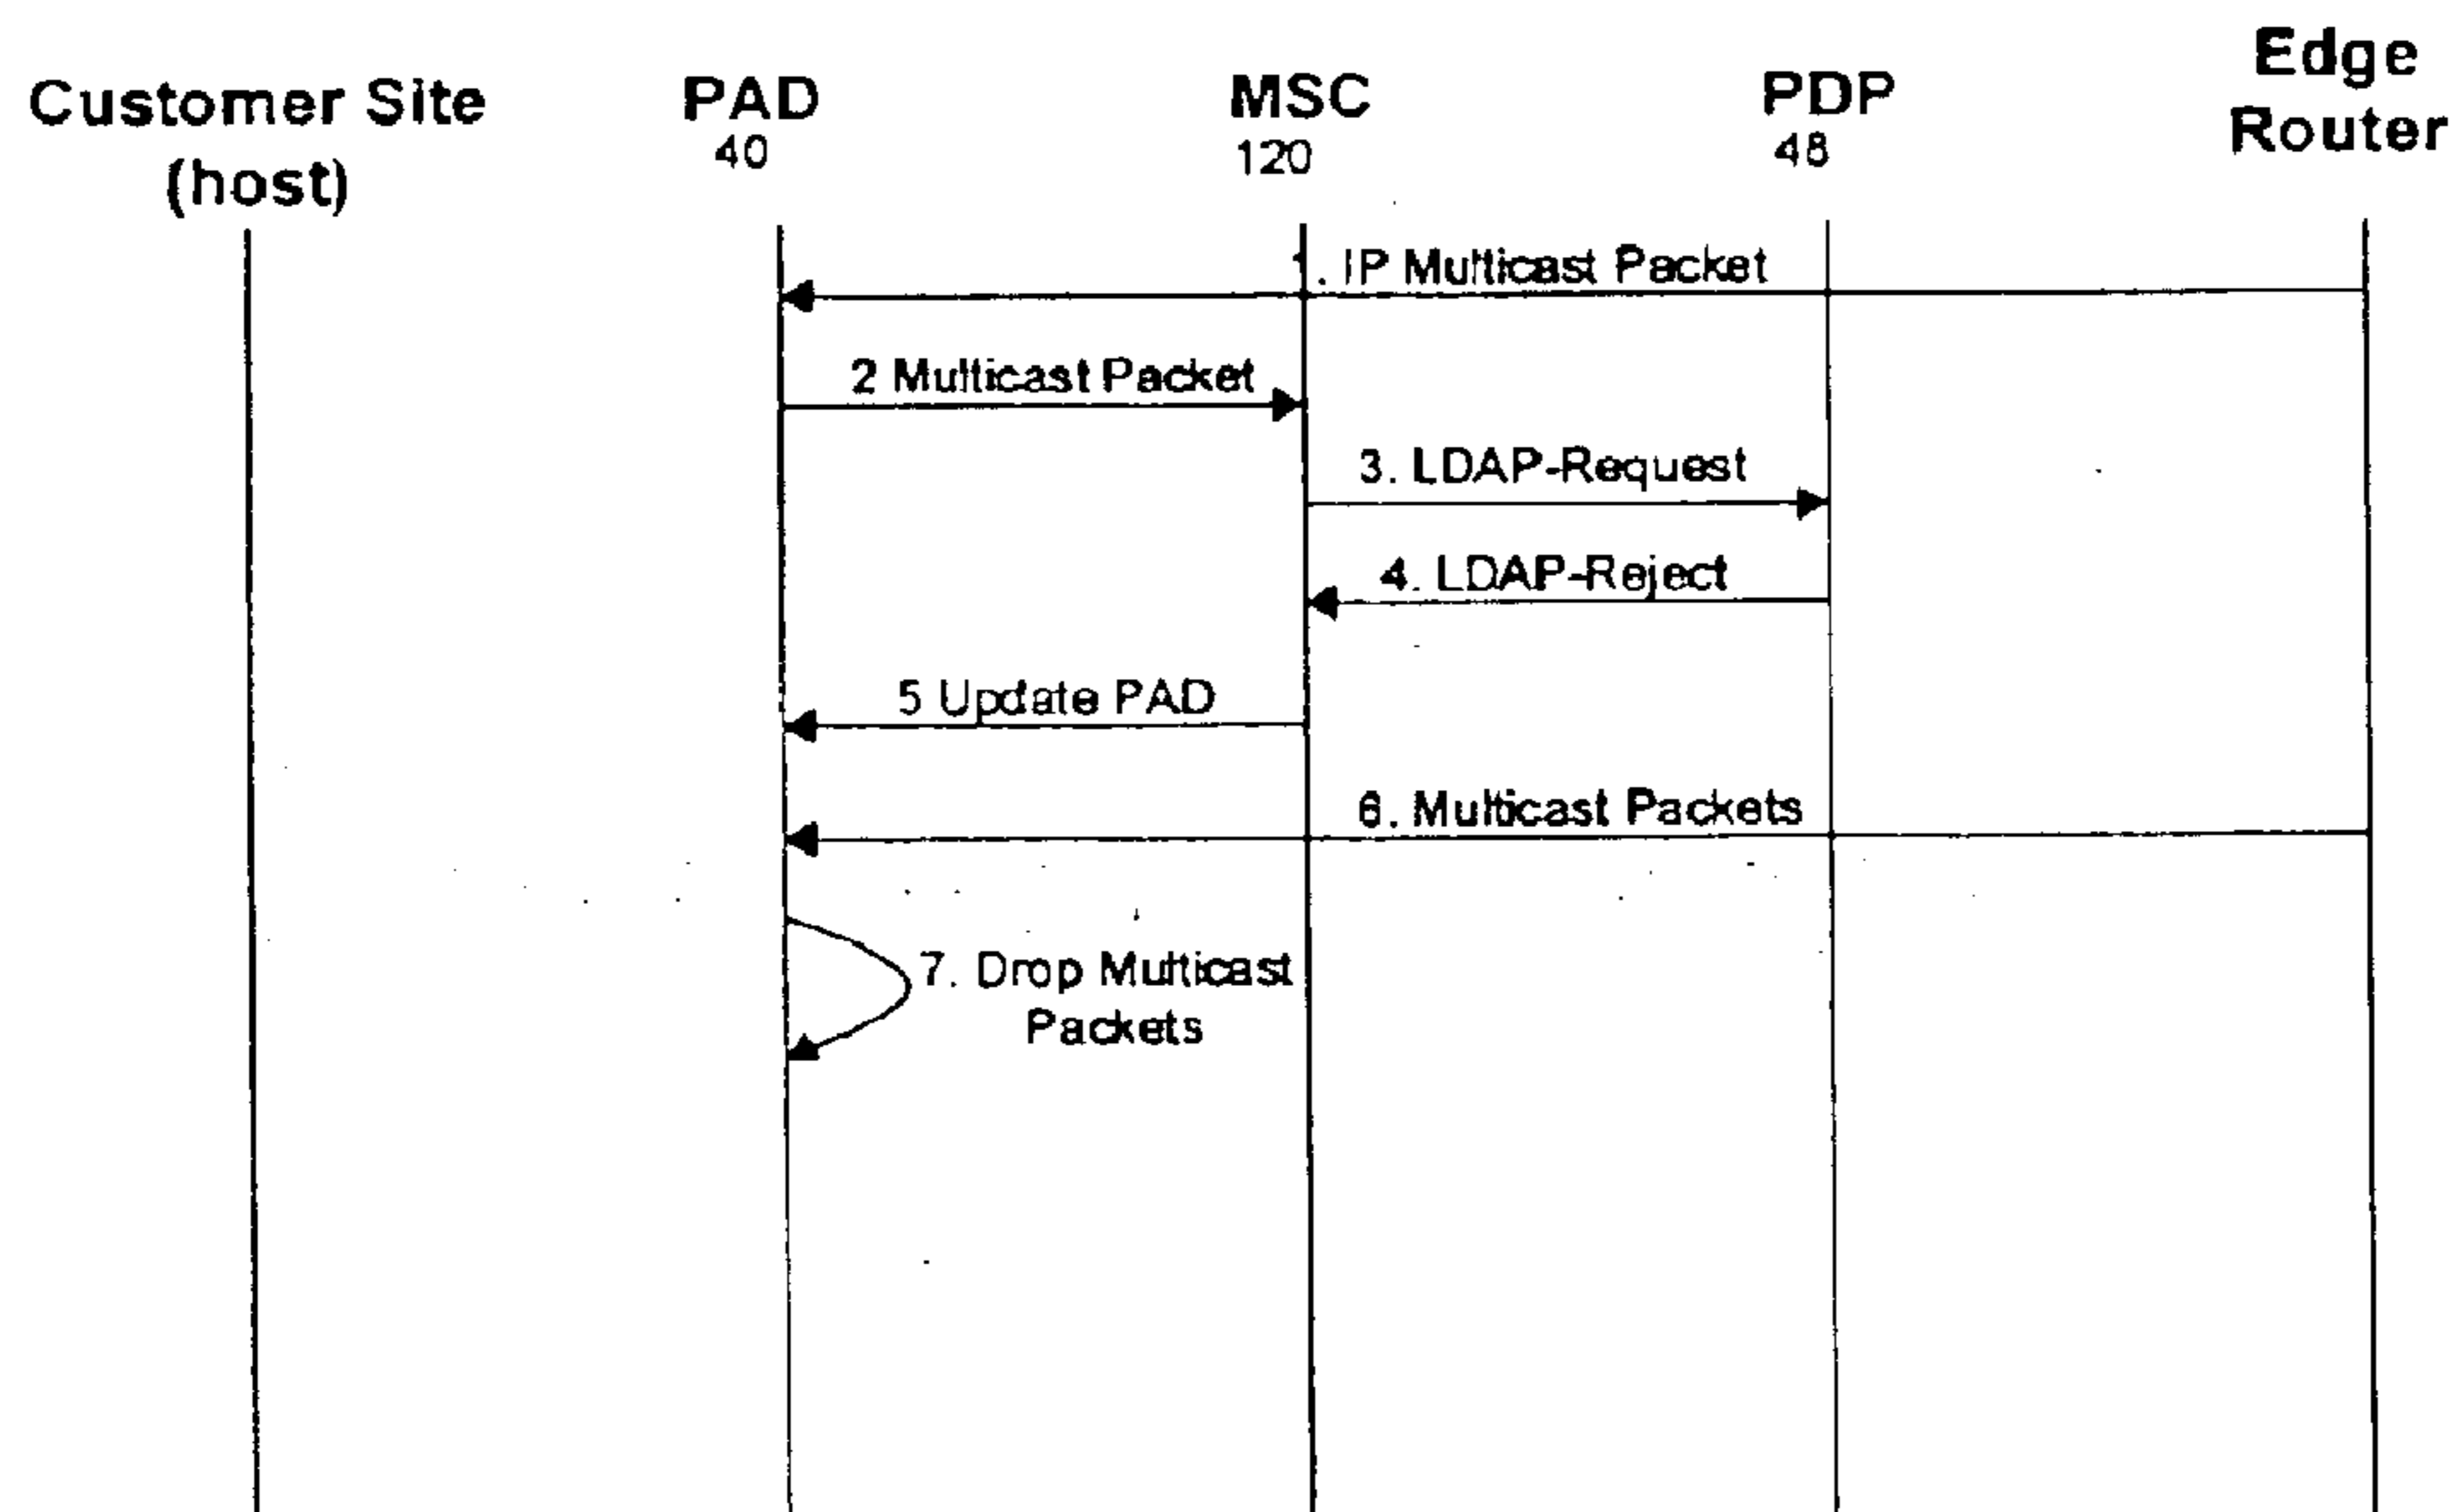 Customer Site
(host)
PAD
40
MSC
120
PDP
48
Edge
Router
1. IP Multicast Packet
2 Multicast Packet
3. LDAP-Request
4. LDAP-Reject
5 Update PAD
6. Multicast Packets
7. Drop Multicast
Packets